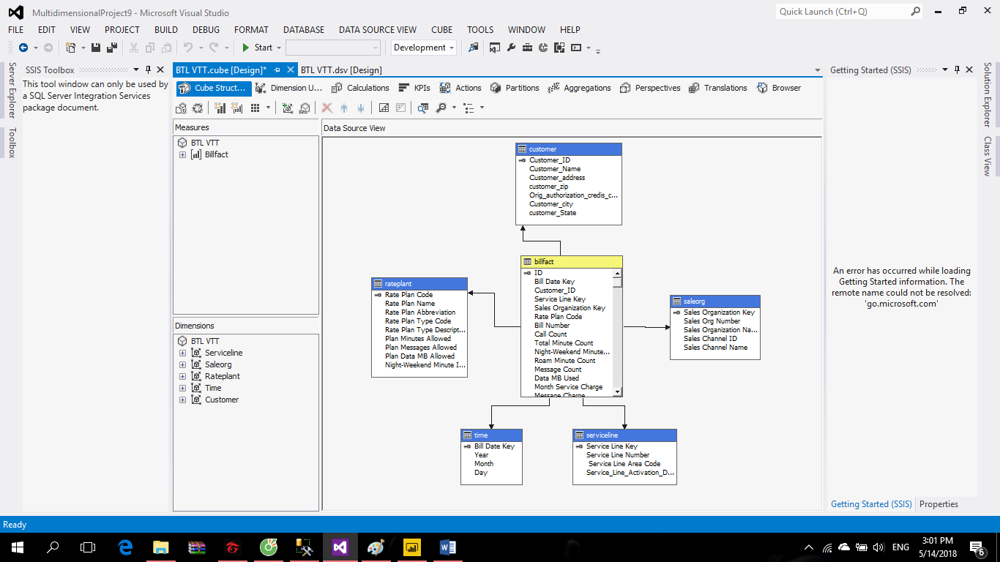 MultidimensionalProject9 - Microsoft Visual Studio
Quick Launch (Ctrl+Q)
FILE EDIT VIEW PROJECT BUILD DEBUG FORMAT DATABASE DATA SOURCE VIEW CUBE TOOLS WINDOW HELP
Start Development
Server Explorer
Toolbox
SSIS Toolbox
This tool window can only be used by
a SQL Server Integration Services
package document.
BTL VTT.cube [Design]* BTL VTT.dsv [Design]
Cube Struct... Dimension U... Calculations KPIs Actions Partitions Aggregations Perspectives Translations Browser
Measures
BTL VTT
Billfact
Dimensions
BTL VTT
Serviceline
Saleorg
Rateplant
Time
Customer
Data Source View
customer
Customer_ID
Customer_Name
Customer_address
customer_zip
Orig_authorization_credis_c...
Customer_city
customer_State
billfact
ID
Bill Date Key
Customer_ID
Service Line Key
Sales Organization Key
Rate Plan Code
Bill Number
Call Count
Total Minute Count
Night-Weekend Minute...
Roam Minute Count
Message Count
Data MB Used
Month Service Charge
Message Charge
rateplant
Rate Plan Code
Rate Plan Name
Rate Plan Abbreviation
Rate Plan Type Code
Rate Plan Type Descript...
Plan Minutes Allowed
Plan Messages Allowed
Plan Data MB Allowed
Night-Weekend Minute I...
saleorg
Sales Organization Key
Sales Org Number
Sales Organization Na...
Sales Channel ID
Sales Channel Name
time
Bill Date Key
Year
Month
Day
serviceline
Service Line Key
Service Line Number
Service Line Area Code
Service_Line_Activation_D...
Getting Started (SSIS)
An error has occurred while loading
Getting Started information. The
remote name could not be resolved:
'go.microsoft.com'
Getting Started (SSIS) Properties
Solution Explorer
Class View
Ready
ENG
3:01 PM
5/14/2018
6